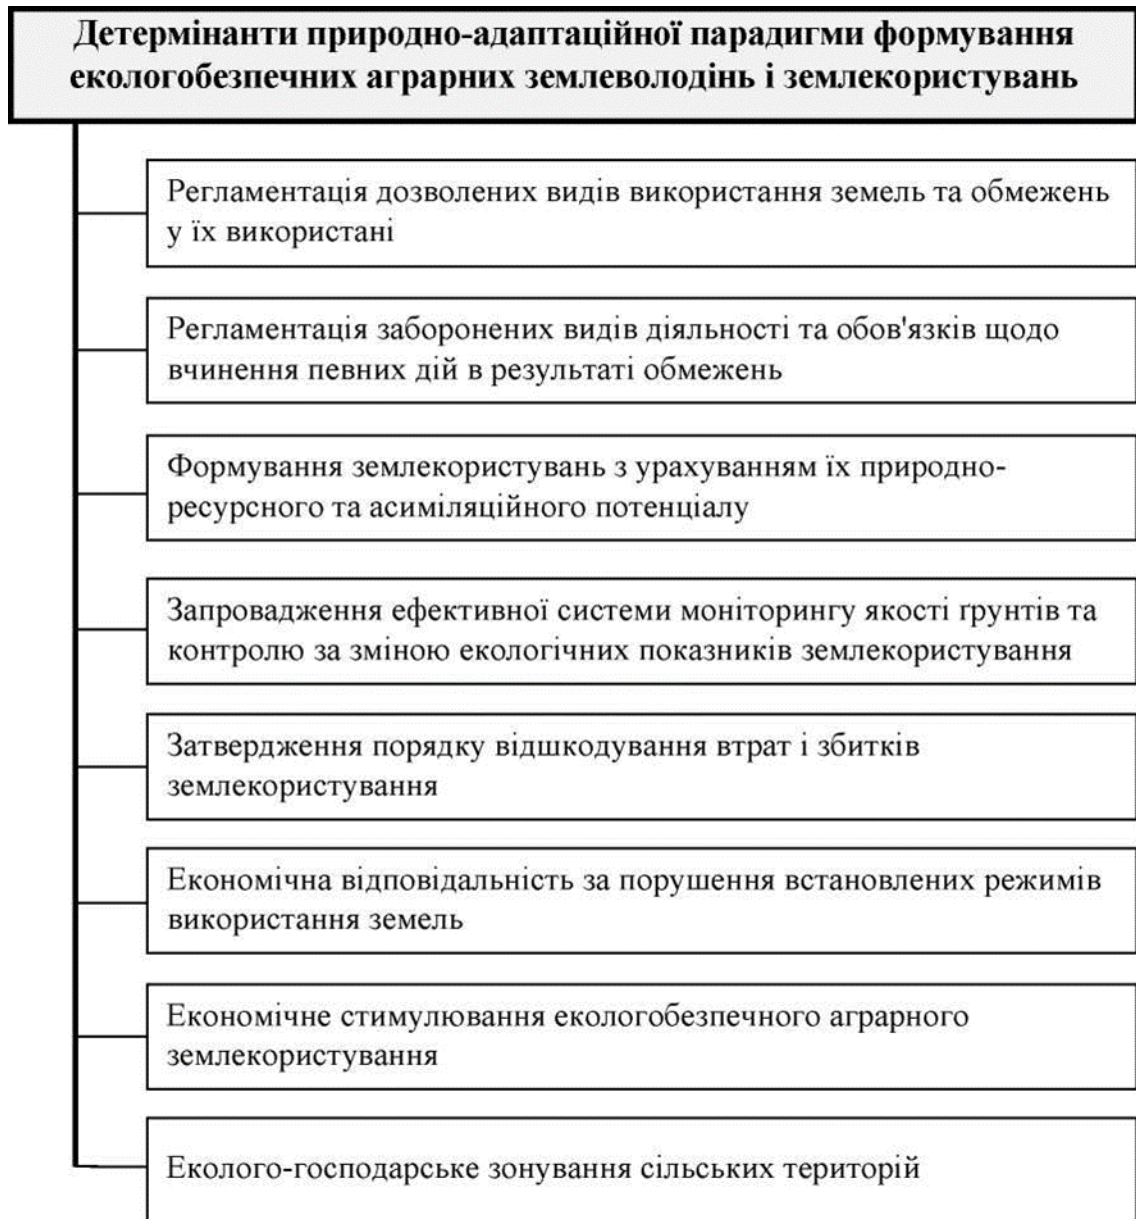 Детермінанти природно-адаптаційної парадигми формування
екологобезпечних аграрних землеволодінь і землекористувань
Регламентація дозволених видів використання земель та обмежень
у їх використані
Регламентація заборонених видів діяльності та обов'язків щодо
вчинення певних дій в результаті обмежень
Формування землекористувань з урахуванням їх природно-
ресурсного та асиміляційного потенціалу
Запровадження ефективної системи моніторингу якості ґрунтів та
контролю за зміною екологічних показників землекористування
Затвердження порядку відшкодування втрат і збитків
землекористування
Економічна відповідальність за порушення встановлених режимів
використання земель
Економічне стимулювання екологобезпечного аграрного
землекористування
Еколого-господарське зонування сільських територій